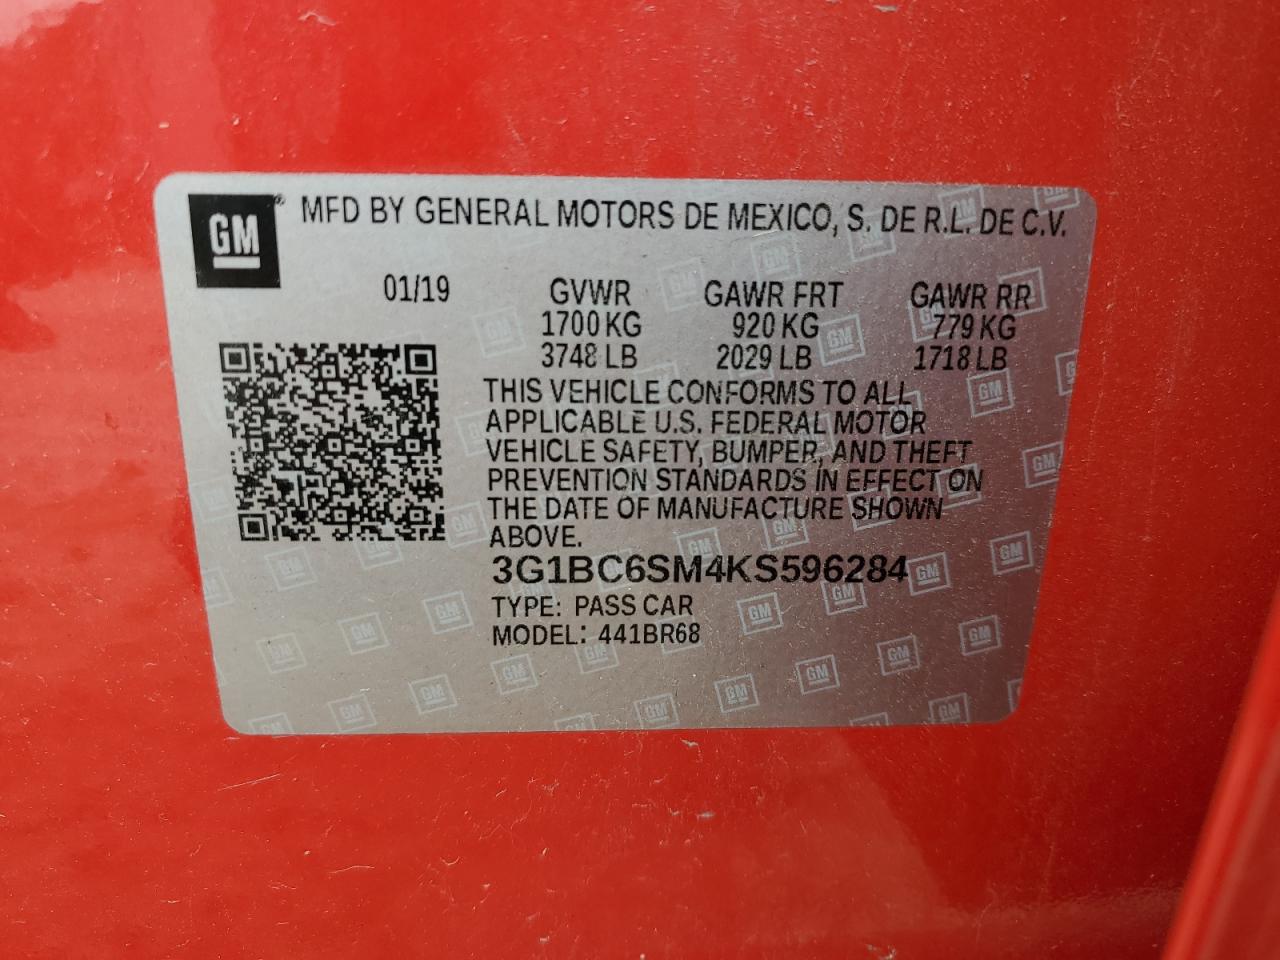 GM® MFD BY GENERAL MOTORS DE MEXICO, S. DE R.L. DE C.V.
01/19 GVWR GAWR FRT GAWR RR
1700 KG 920 KG 779 KG
3748 LB 2029 LB 1718 LB
THIS VEHICLE CONFORMS TO ALL
APPLICABLE U.S. FEDERAL MOTOR
VEHICLE SAFETY, BUMPER, AND THEFT
PREVENTION STANDARDS IN EFFECT ON
THE DATE OF MANUFACTURE SHOWN
ABOVE.
3G1BC6SM4KS596284
TYPE: PASS CAR
MODEL: 441BR68